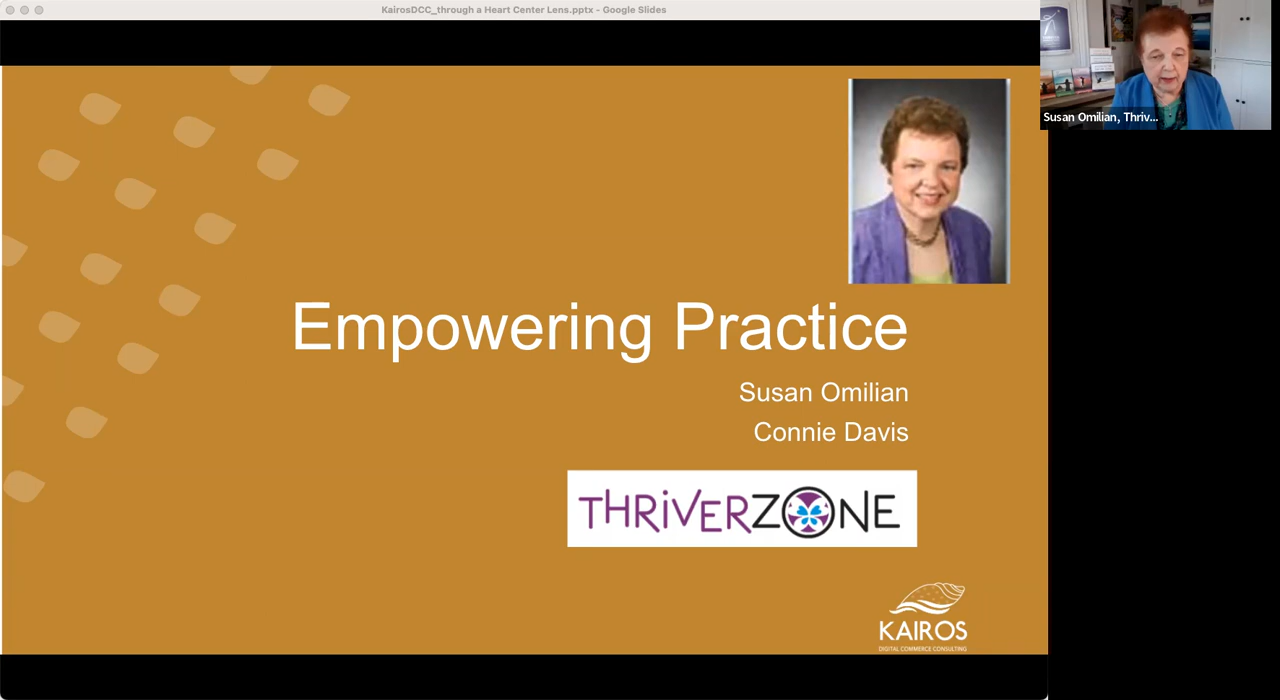 KairosDCC_through a Heart Center Lens.pptx - Google Slides
Susan Omilian, Thriv...
Empowering Practice
Susan Omilian
Connie Davis
THRiVERZONE
KAIROS
DIGITAL COMMERCE CONSULTING